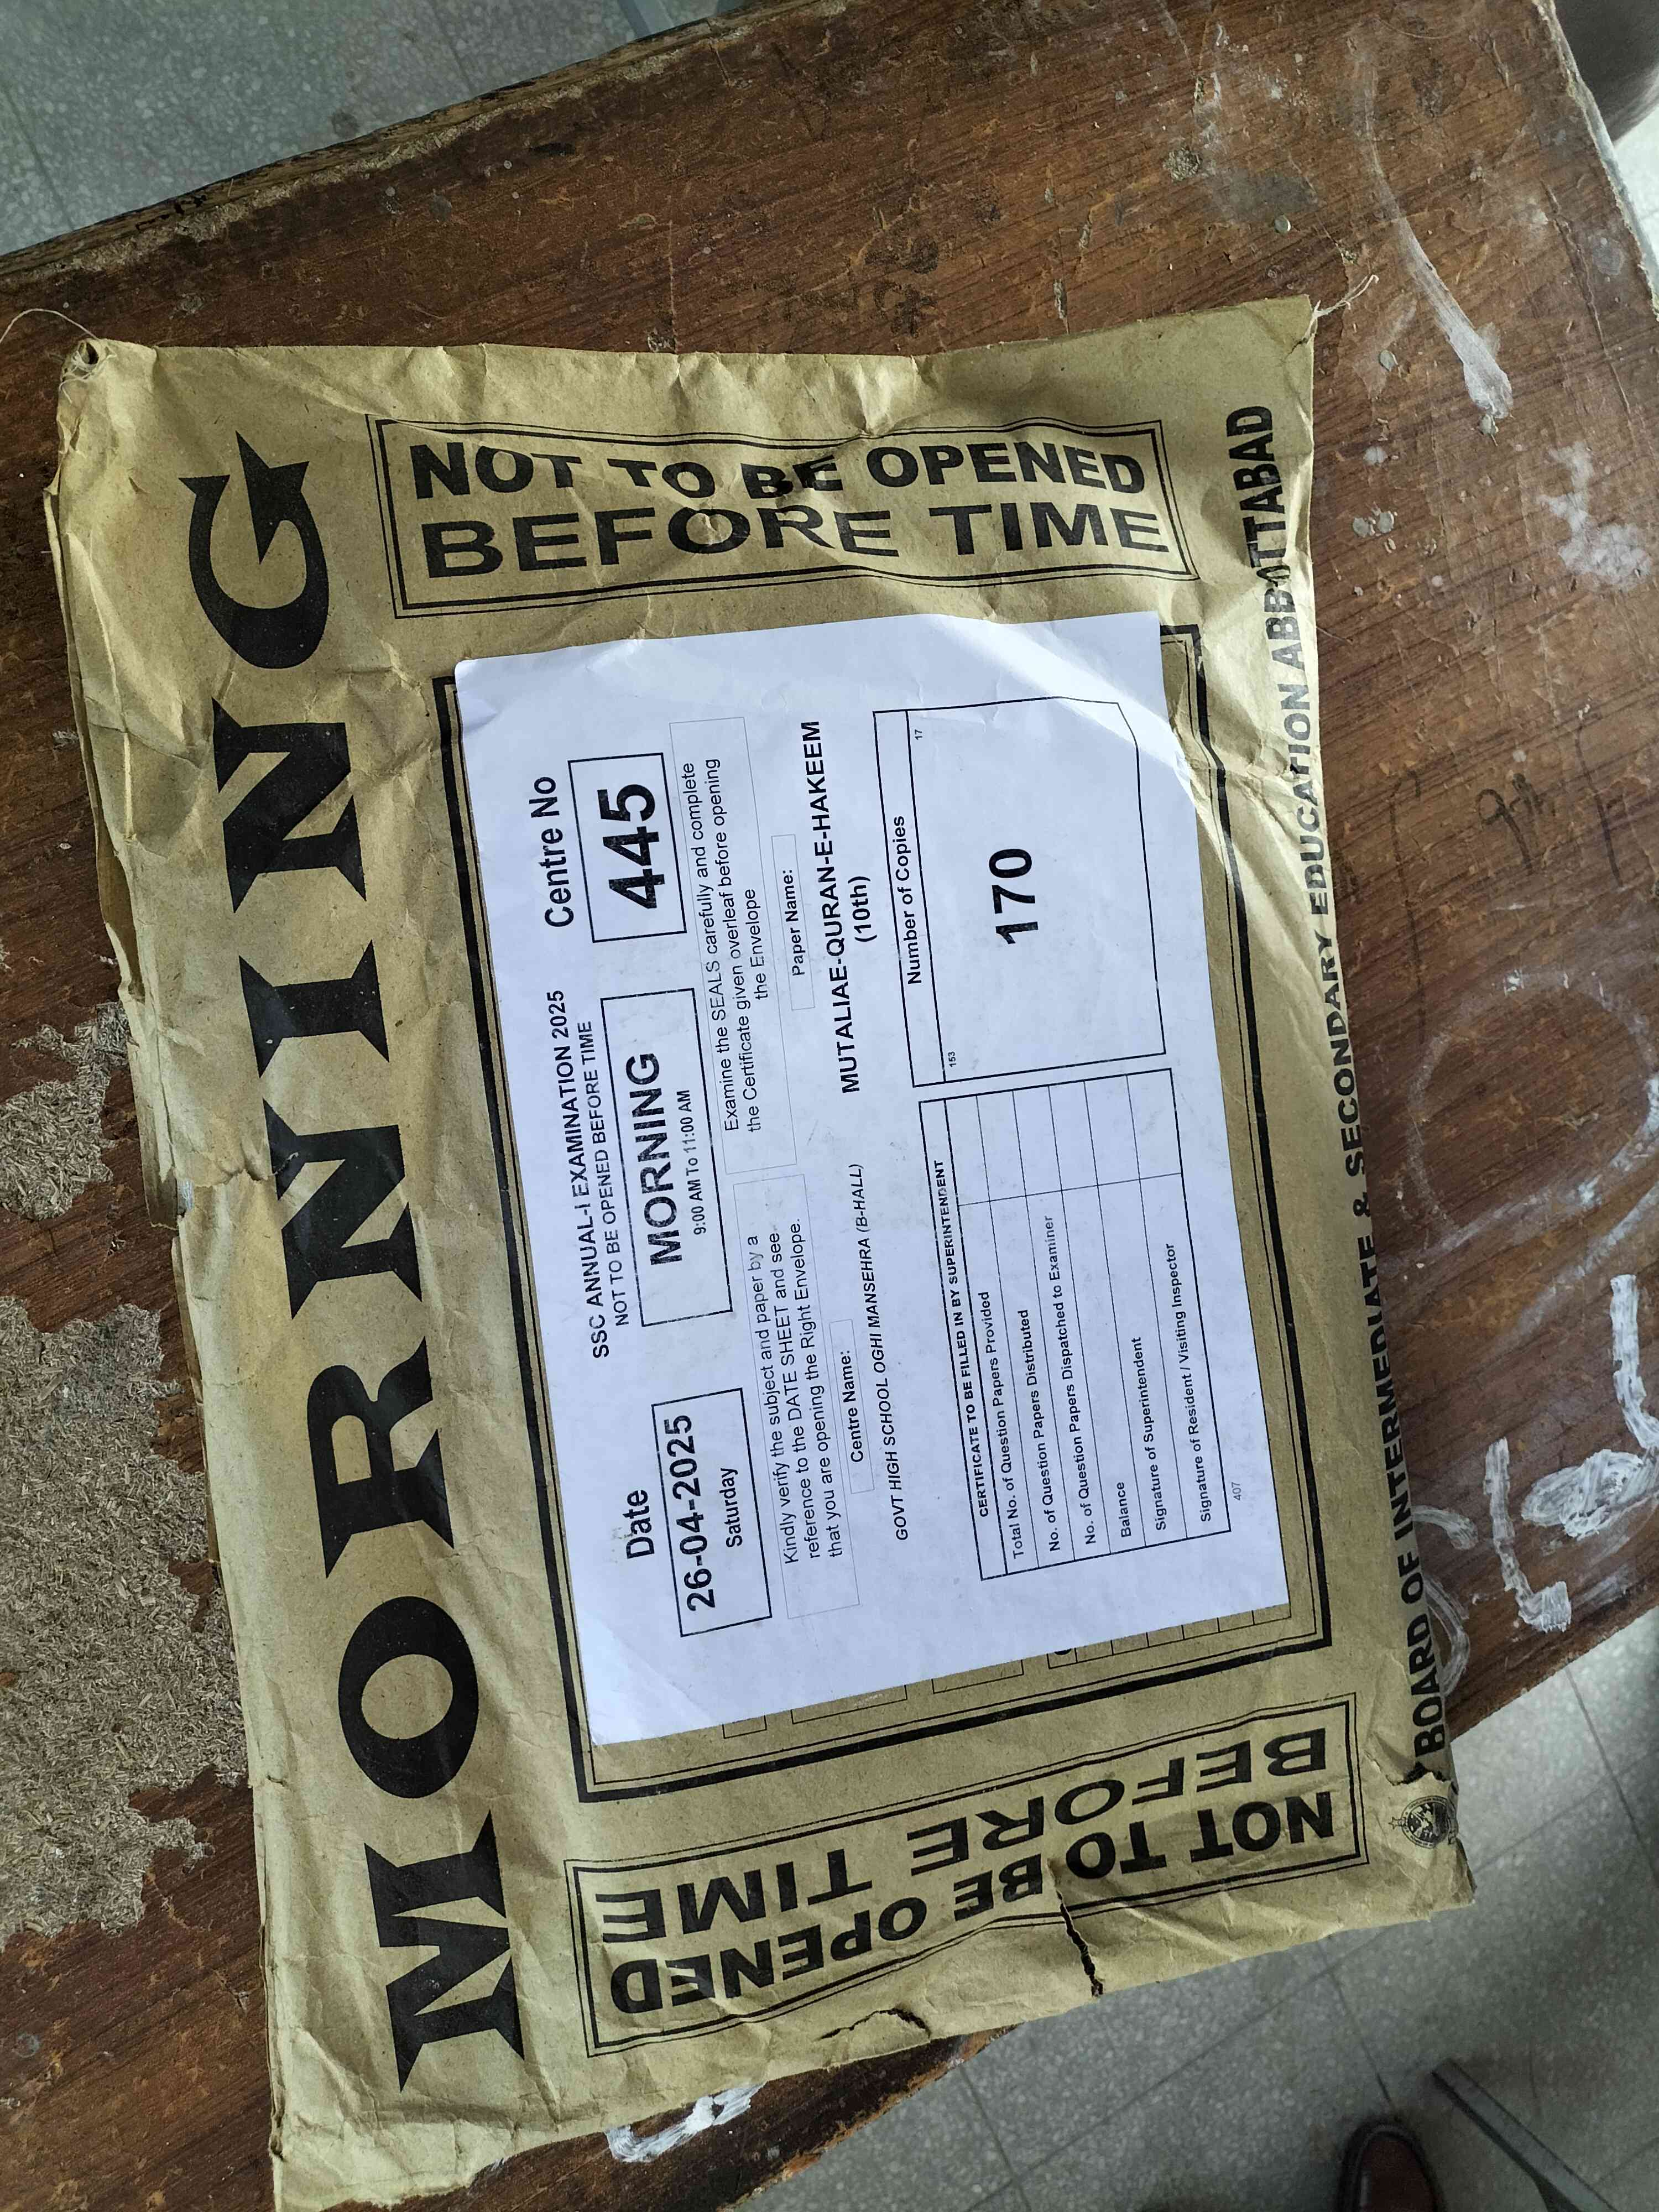 MORNING
NOT TO BE OPENED
BEFORE TIME
NOT TO BE OPENED
BEFORE TIME
SSC ANNUAL-I EXAMINATION 2025
NOT TO BE OPENED BEFORE TIME
Date
26-04-2025
Saturday
MORNING
9:00 AM To 11:00 AM
Centre No
445
Kindly verify the subject and paper by a
reference to the DATE SHEET and see
that you are opening the Right Envelope.
Examine the SEALS carefully and complete
the Certificate given overleaf before opening
the Envelope
Centre Name:
GOVT HIGH SCHOOL OGHI MANSEHRA (B-HALL)
Paper Name:
MUTALIAE-QURAN-E-HAKEEM
(10th)
CERTIFICATE TO BE FILLED IN BY SUPERINTENDENT
Total No. of Question Papers Provided
No. of Question Papers Distributed
No. of Question Papers Dispatched to Examiner
Balance
Signature of Superintendent
Signature of Resident / Visiting Inspector
407
Number of Copies
153
17
170
BOARD OF INTERMEDIATE & SECONDARY EDUCATION ABBOTTABAD